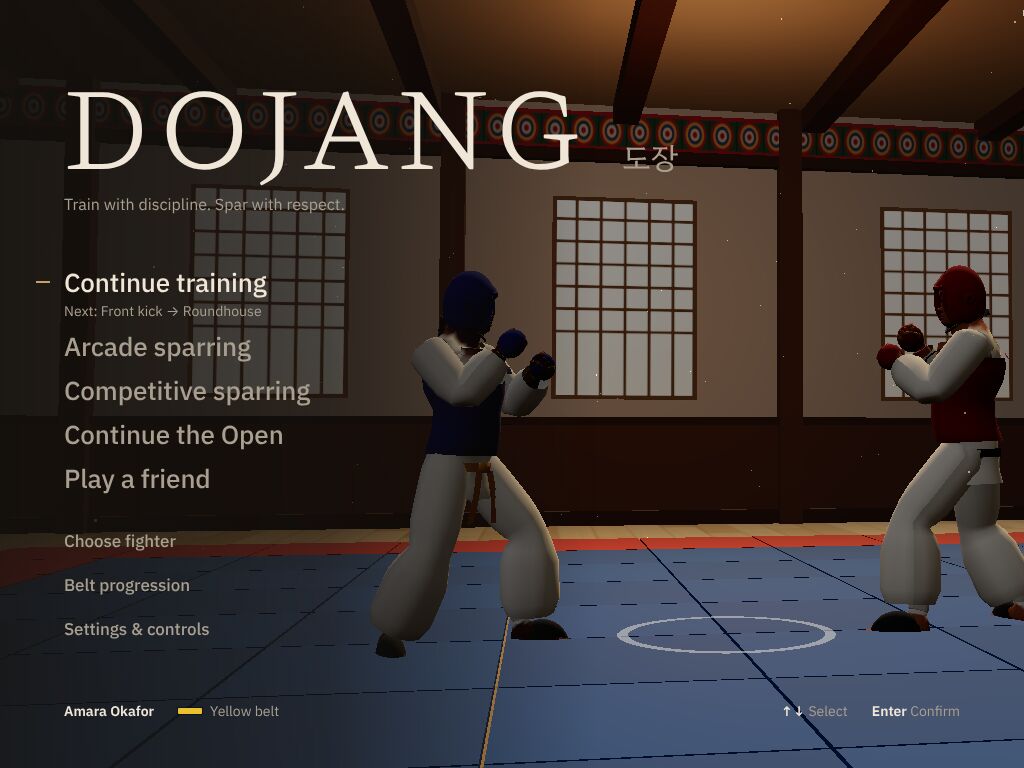 DOJANG 도장
Train with discipline. Spar with respect.
Continue training
Next: Front kick → Roundhouse
Arcade sparring
Competitive sparring
Continue the Open
Play a friend
Choose fighter
Belt progression
Settings & controls
Amara Okafor Yellow belt ↑↓ Select Enter Confirm